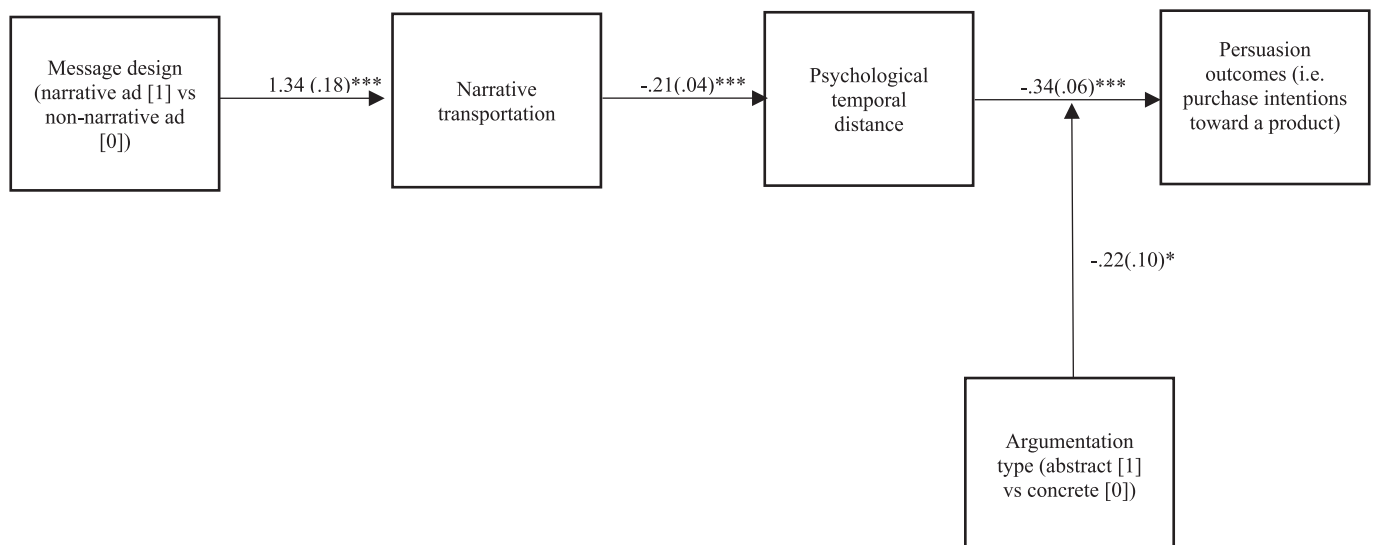 Message design
(narrative ad [1] vs
non-narrative ad
[0])
1.34 (.18)***
Narrative
transportation
-.21(.04)***
Psychological
temporal
distance
-.34(.06)***
Persuasion
outcomes (i.e.
purchase intentions
toward a product)
-.22(.10)*
Argumentation
type (abstract [1]
vs concrete [0])